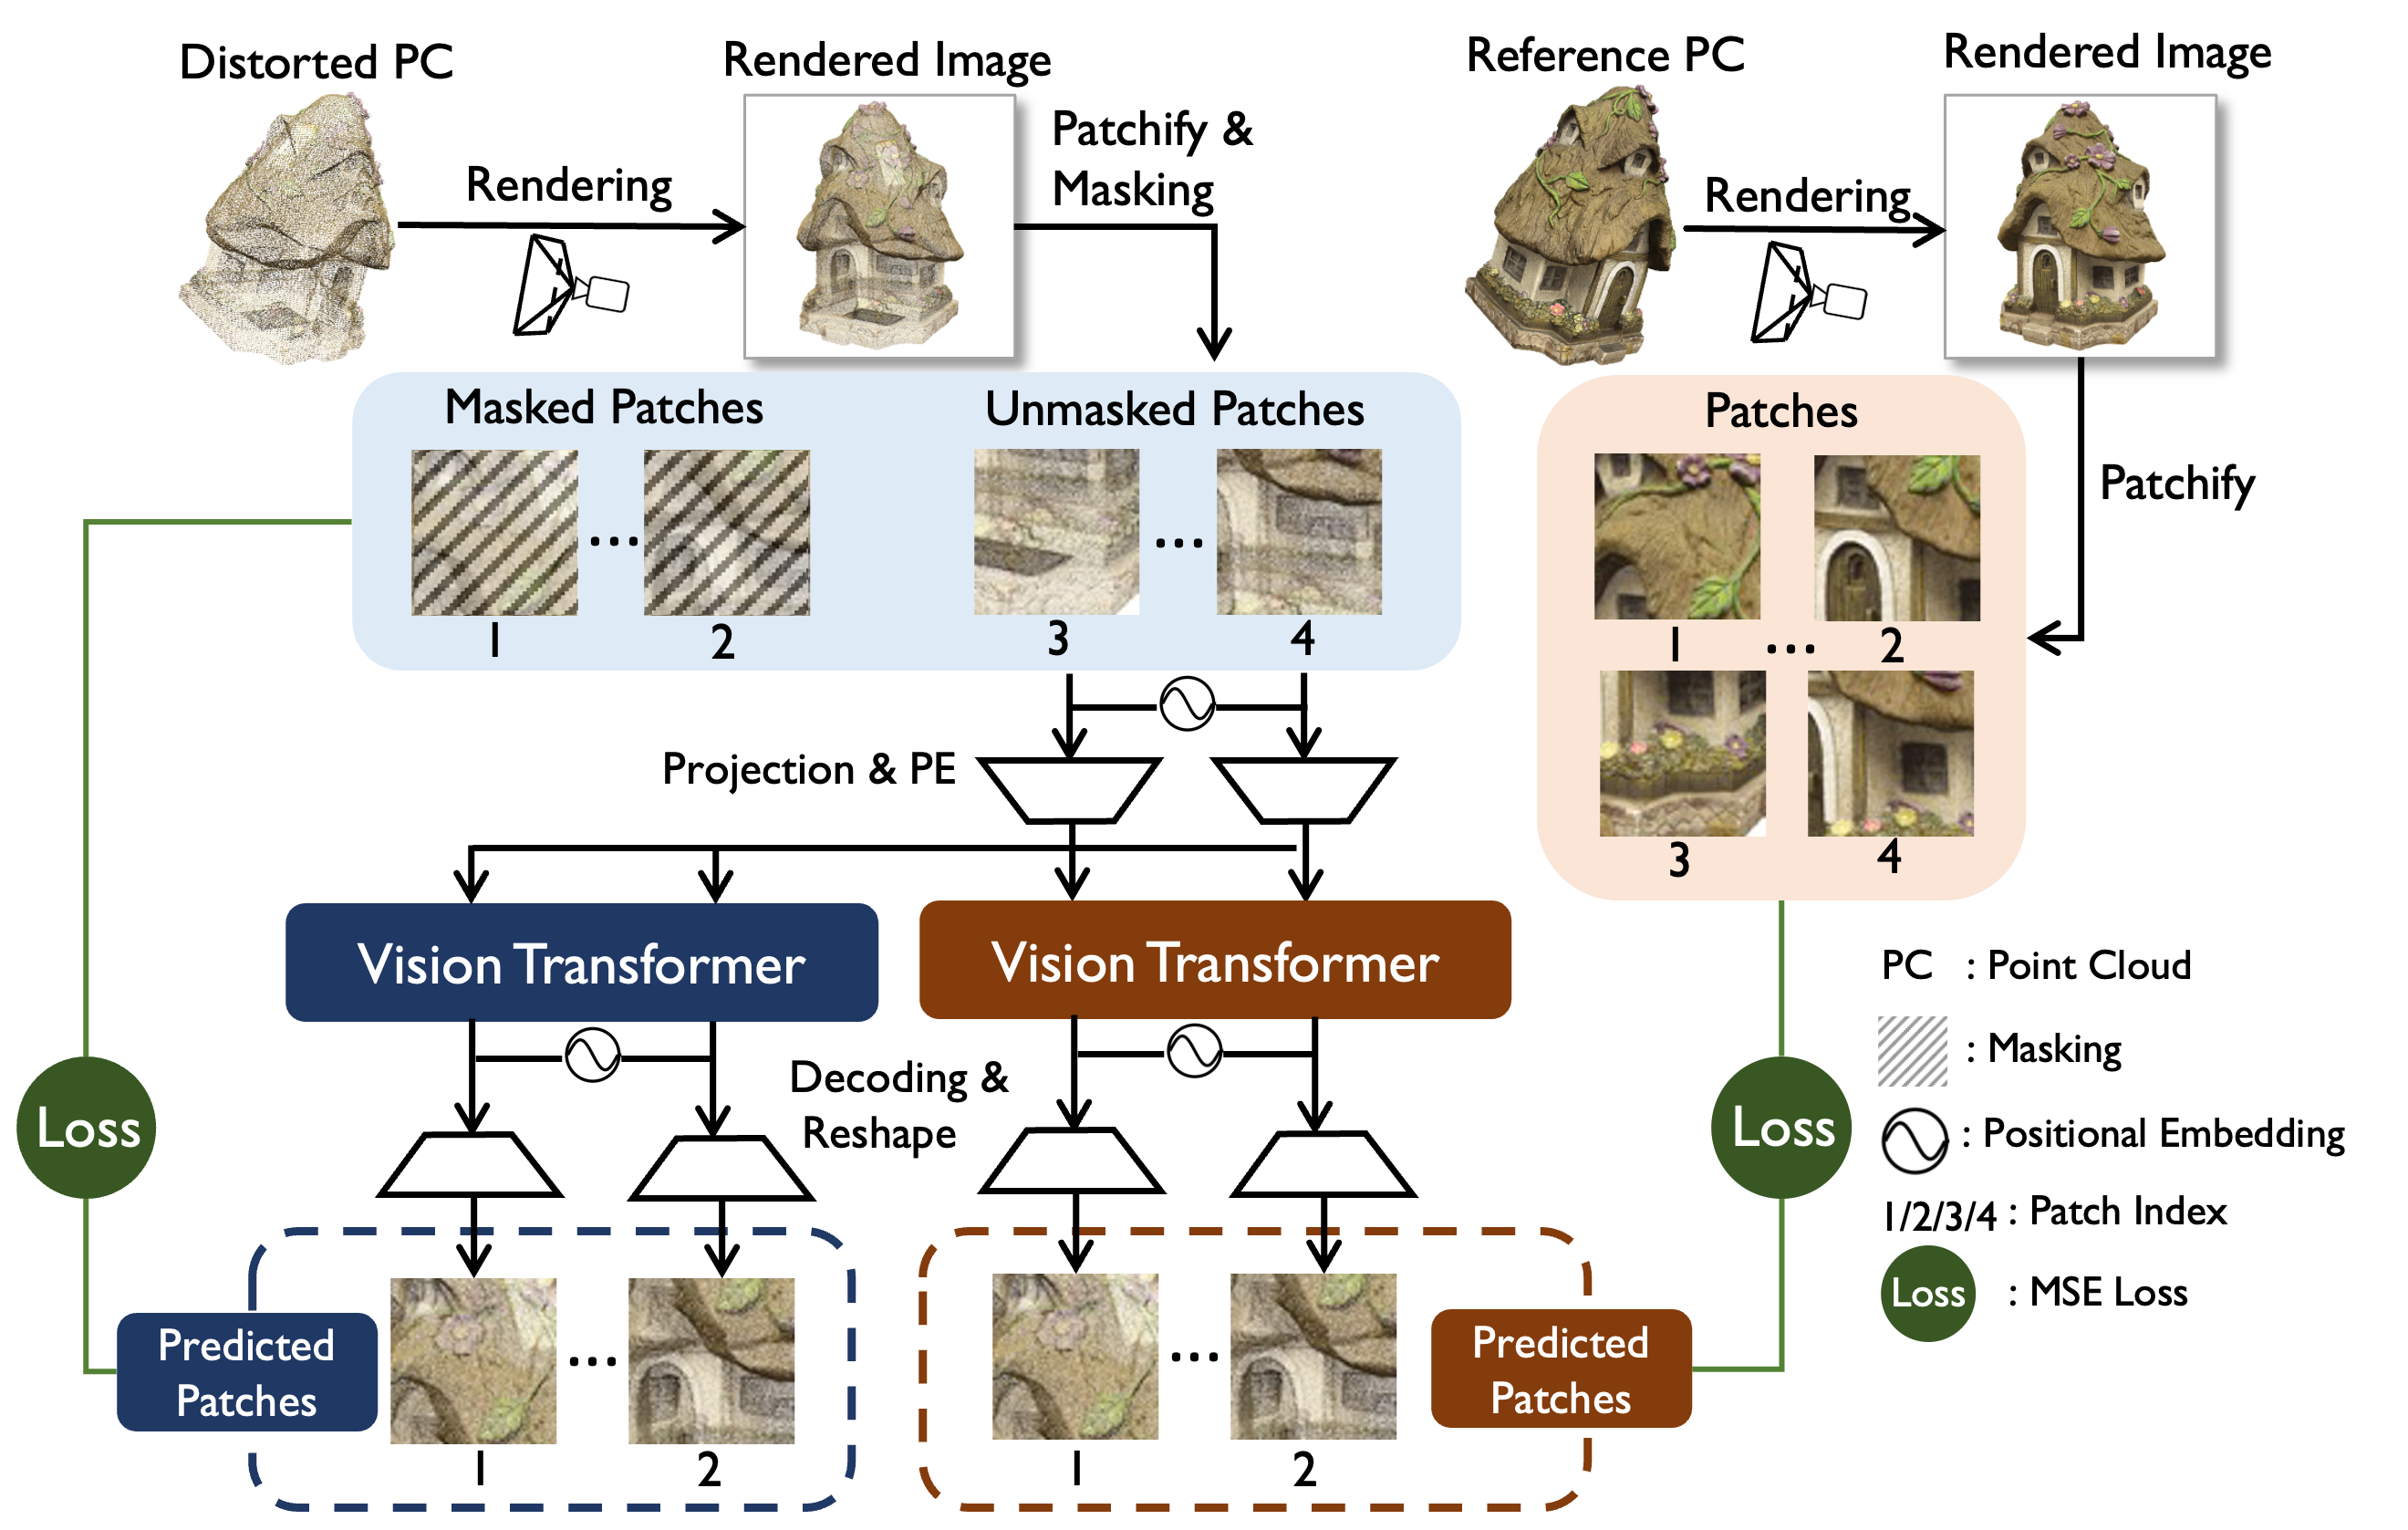 Distorted PC
Rendered Image
Reference PC
Rendered Image
Rendering
Patchify &
Masking
Rendering
Masked Patches
Unmasked Patches
Patches
Patchify
...
...
1
2
3
4
1
...
2
3
4
Projection & PE
Vision Transformer
Vision Transformer
PC : Point Cloud
: Masking
Decoding &
Reshape
Loss
Loss
: Positional Embedding
1/2/3/4 : Patch Index
Loss : MSE Loss
Predicted
Patches
...
...
Predicted
Patches
1
2
1
2